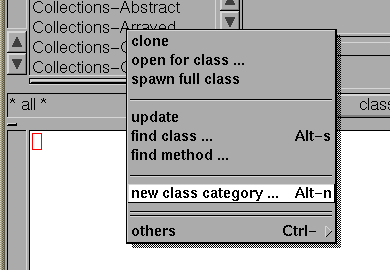 Collections-Abstract
Collections-Arrayed
Collections-
Collections-
clone
open for class ...
spawn full class
update
find class ... Alt-s
find method ...
new class category ... Alt-n
others Ctrl-
* all *
class